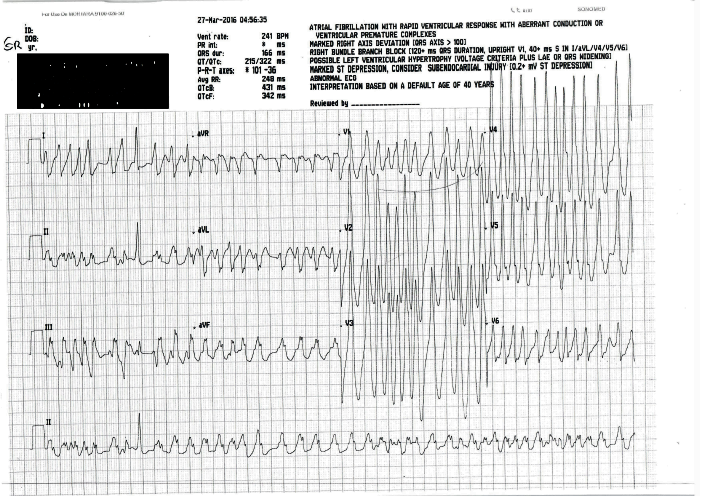 SONOMED
27-Mar-2016 04:56:35
ID:
DOB:
yr.
SR
Vent rate: 241 BPM
PR int: * ms
QRS dur: 166 ms
QT/QTc: 215/322 ms
P-R-T axes: * 101 -36
Avg RR: 248 ms
QTcB: 431 ms
QTcF: 342 ms
ATRIAL FIBRILLATION WITH RAPID VENTRICULAR RESPONSE WITH ABERRANT CONDUCTION OR
VENTRICULAR PREMATURE COMPLEXES
MARKED RIGHT AXIS DEVIATION (QRS AXIS > 100)
RIGHT BUNDLE BRANCH BLOCK (120+ ms QRS DURATION, UPRIGHT V1, 40+ ms S IN I/aVL/V4/V5/V6)
POSSIBLE LEFT VENTRICULAR HYPERTROPHY (VOLTAGE CRITERIA PLUS LAE OR QRS WIDENING)
MARKED ST DEPRESSION, CONSIDER SUBENDOCARDIAL INJURY (0.2+ mV ST DEPRESSION)
ABNORMAL ECG
INTERPRETATION BASED ON A DEFAULT AGE OF 40 YEARS
Reviewed by
I aVR V1 V4
II aVL V2 V5
III aVF V3 V6
II